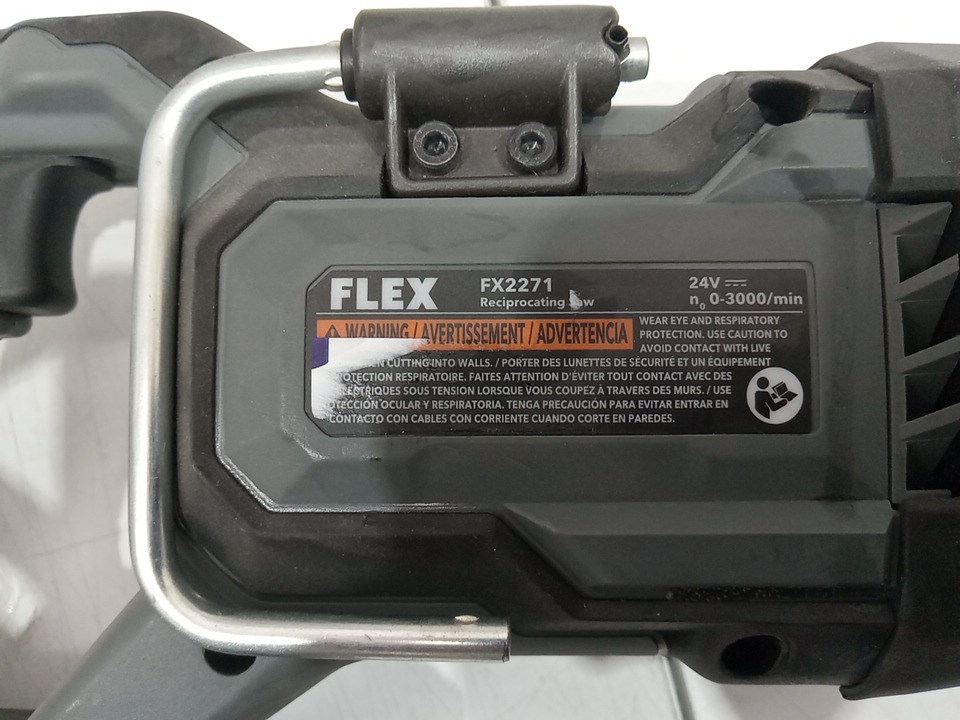 FLEX
FX2271
Reciprocating Saw
24V
n₀ 0-3000/min
WARNING / AVERTISSEMENT / ADVERTENCIA
WEAR EYE AND RESPIRATORY
PROTECTION. USE CAUTION TO
AVOID CONTACT WITH LIVE
CUTTING INTO WALLS. / PORTER DES LUNETTES DE SÉCURITÉ ET UN ÉQUIPEMENT
PROTECTION RESPIRATOIRE. FAITES ATTENTION D'ÉVITER TOUT CONTACT AVEC DES
SOUS TENSION LORSQUE VOUS COUPEZ À TRAVERS DES MURS. / USE
OCULAR Y RESPIRATORIA. TENGA PRECAUCIÓN PARA EVITAR ENTRAR EN
CONTACTO CON CABLES CON CORRIENTE CUANDO CORTE EN PAREDES.